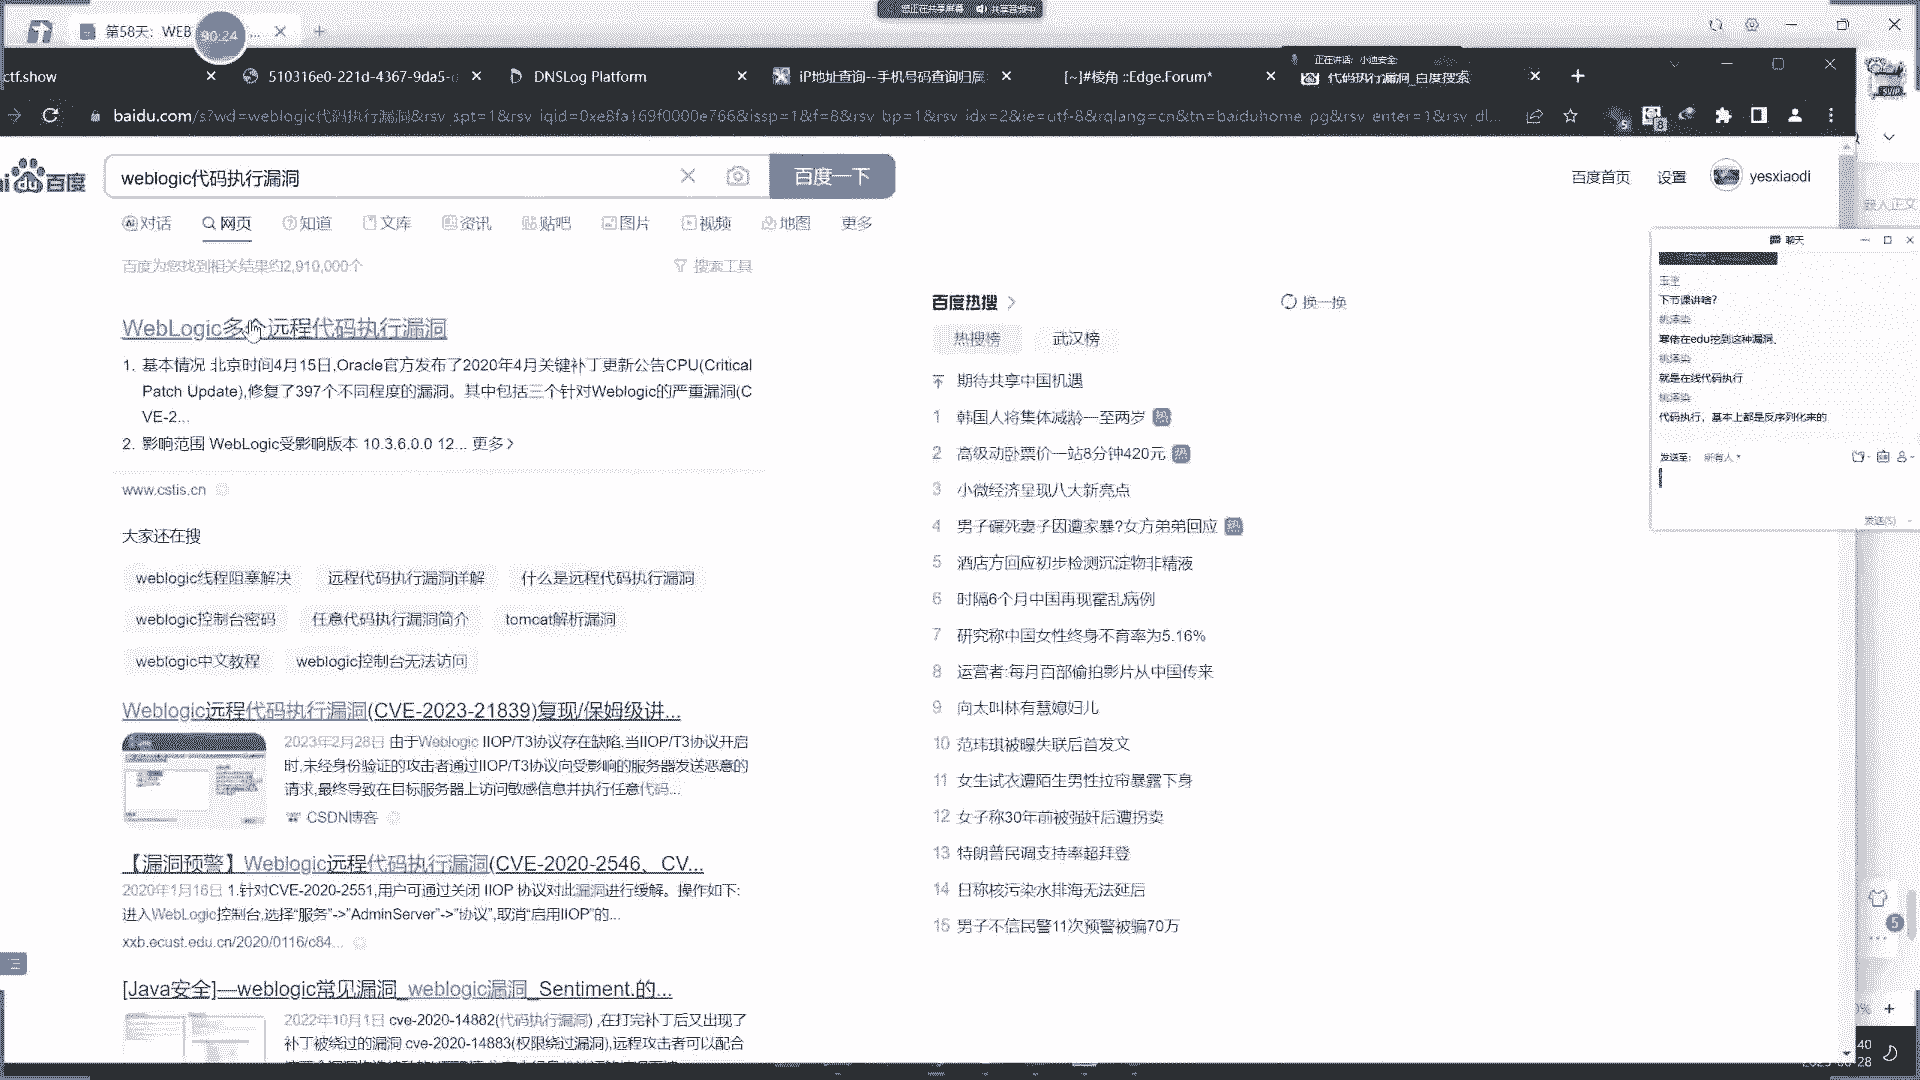 您正在共享屏幕 共享音频中
第58天：WEB ...
90:24
正在讲话: 小迪安全
ctf.show
510316e0-221d-4367-9da5-
DNSLog Platform
iP地址查询--手机号码查询归属
[~]#棱角 ::Edge.Forum*
代码执行漏洞_百度搜索
baidu.com/s?wd=weblogic代码执行漏洞&rsv_spt=1&rsv_iqid=0xe8fa169f0000e766&issp=1&f=8&rsv_bp=1&rsv_idx=2&ie=utf-8&rqlang=cn&tn=baiduhome_pg&rsv_enter=1&rsv_dl...
5
8
SVIP
百度
weblogic代码执行漏洞
百度一下
百度首页
设置
yesxiaodi
对话
网页
知道
文库
资讯
贴吧
图片
视频
地图
更多
百度为您找到相关结果约2,910,000个
搜索工具
WebLogic多个远程代码执行漏洞
1. 基本情况 北京时间4月15日,Oracle官方发布了2020年4月关键补丁更新公告CPU(Critical
Patch Update),修复了397个不同程度的漏洞。其中包括三个针对Weblogic的严重漏洞(C
VE-2...
2. 影响范围 WebLogic受影响版本 10.3.6.0.0 12... 更多>
www.cstis.cn
大家还在搜
weblogic线程阻塞解决
远程代码执行漏洞详解
什么是远程代码执行漏洞
weblogic控制台密码
任意代码执行漏洞简介
tomcat解析漏洞
weblogic中文教程
weblogic控制台无法访问
Weblogic远程代码执行漏洞(CVE-2023-21839)复现/保姆级讲...
2023年2月28日 由于Weblogic IIOP/T3协议存在缺陷,当IIOP/T3协议开启
时,未经身份验证的攻击者通过IIOP/T3协议向受影响的服务器发送恶意的
请求,最终导致在目标服务器上访问敏感信息并执行任意代码...
CSDN博客
【漏洞预警】Weblogic远程代码执行漏洞(CVE-2020-2546、CV...
2020年1月16日 1.针对CVE-2020-2551,用户可通过关闭 IIOP 协议对此漏洞进行缓解。操作如下:
进入WebLogic控制台,选择“服务”->”AdminServer”->”协议”,取消“启用IIOP”的...
xxb.ecust.edu.cn/2020/0116/c84...
[Java安全]—weblogic常见漏洞_weblogic漏洞_Sentiment.的...
2022年10月1日 cve-2020-14882(代码执行漏洞) ,在打完补丁后又出现了
补丁被绕过的漏洞 cve-2020-14883(权限绕过漏洞),远程攻击者可以配合
百度热搜 >
换一换
热搜榜
武汉榜
期待共享中国机遇
1 韩国人将集体减龄一至两岁 热
2 高级动卧票价一站8分钟420元 热
3 小微经济呈现八大新亮点
4 男子碾死妻子因遭家暴?女方弟弟回应 热
5 酒店方回应初步检测沉淀物非精液
6 时隔6个月中国再现霍乱病例
7 研究称中国女性终身不育率为5.16%
8 运营者:每月百部偷拍影片从中国传来
9 向太叫林有慧媳妇儿
10 范玮琪被曝失联后首发文
11 女生试衣遭陌生男性拉帘暴露下身
12 女子称30年前被强奸后遭拐卖
13 特朗普民调支持率超拜登
14 日称核污染水排海无法延后
15 男子不信民警11次预警被骗70万
聊天
下节课讲啥?
寒佬在edu挖到这种漏洞、
就是在线代码执行
代码执行，基本上都是反序列化来的
发送至: 所有人
发送(S)
5